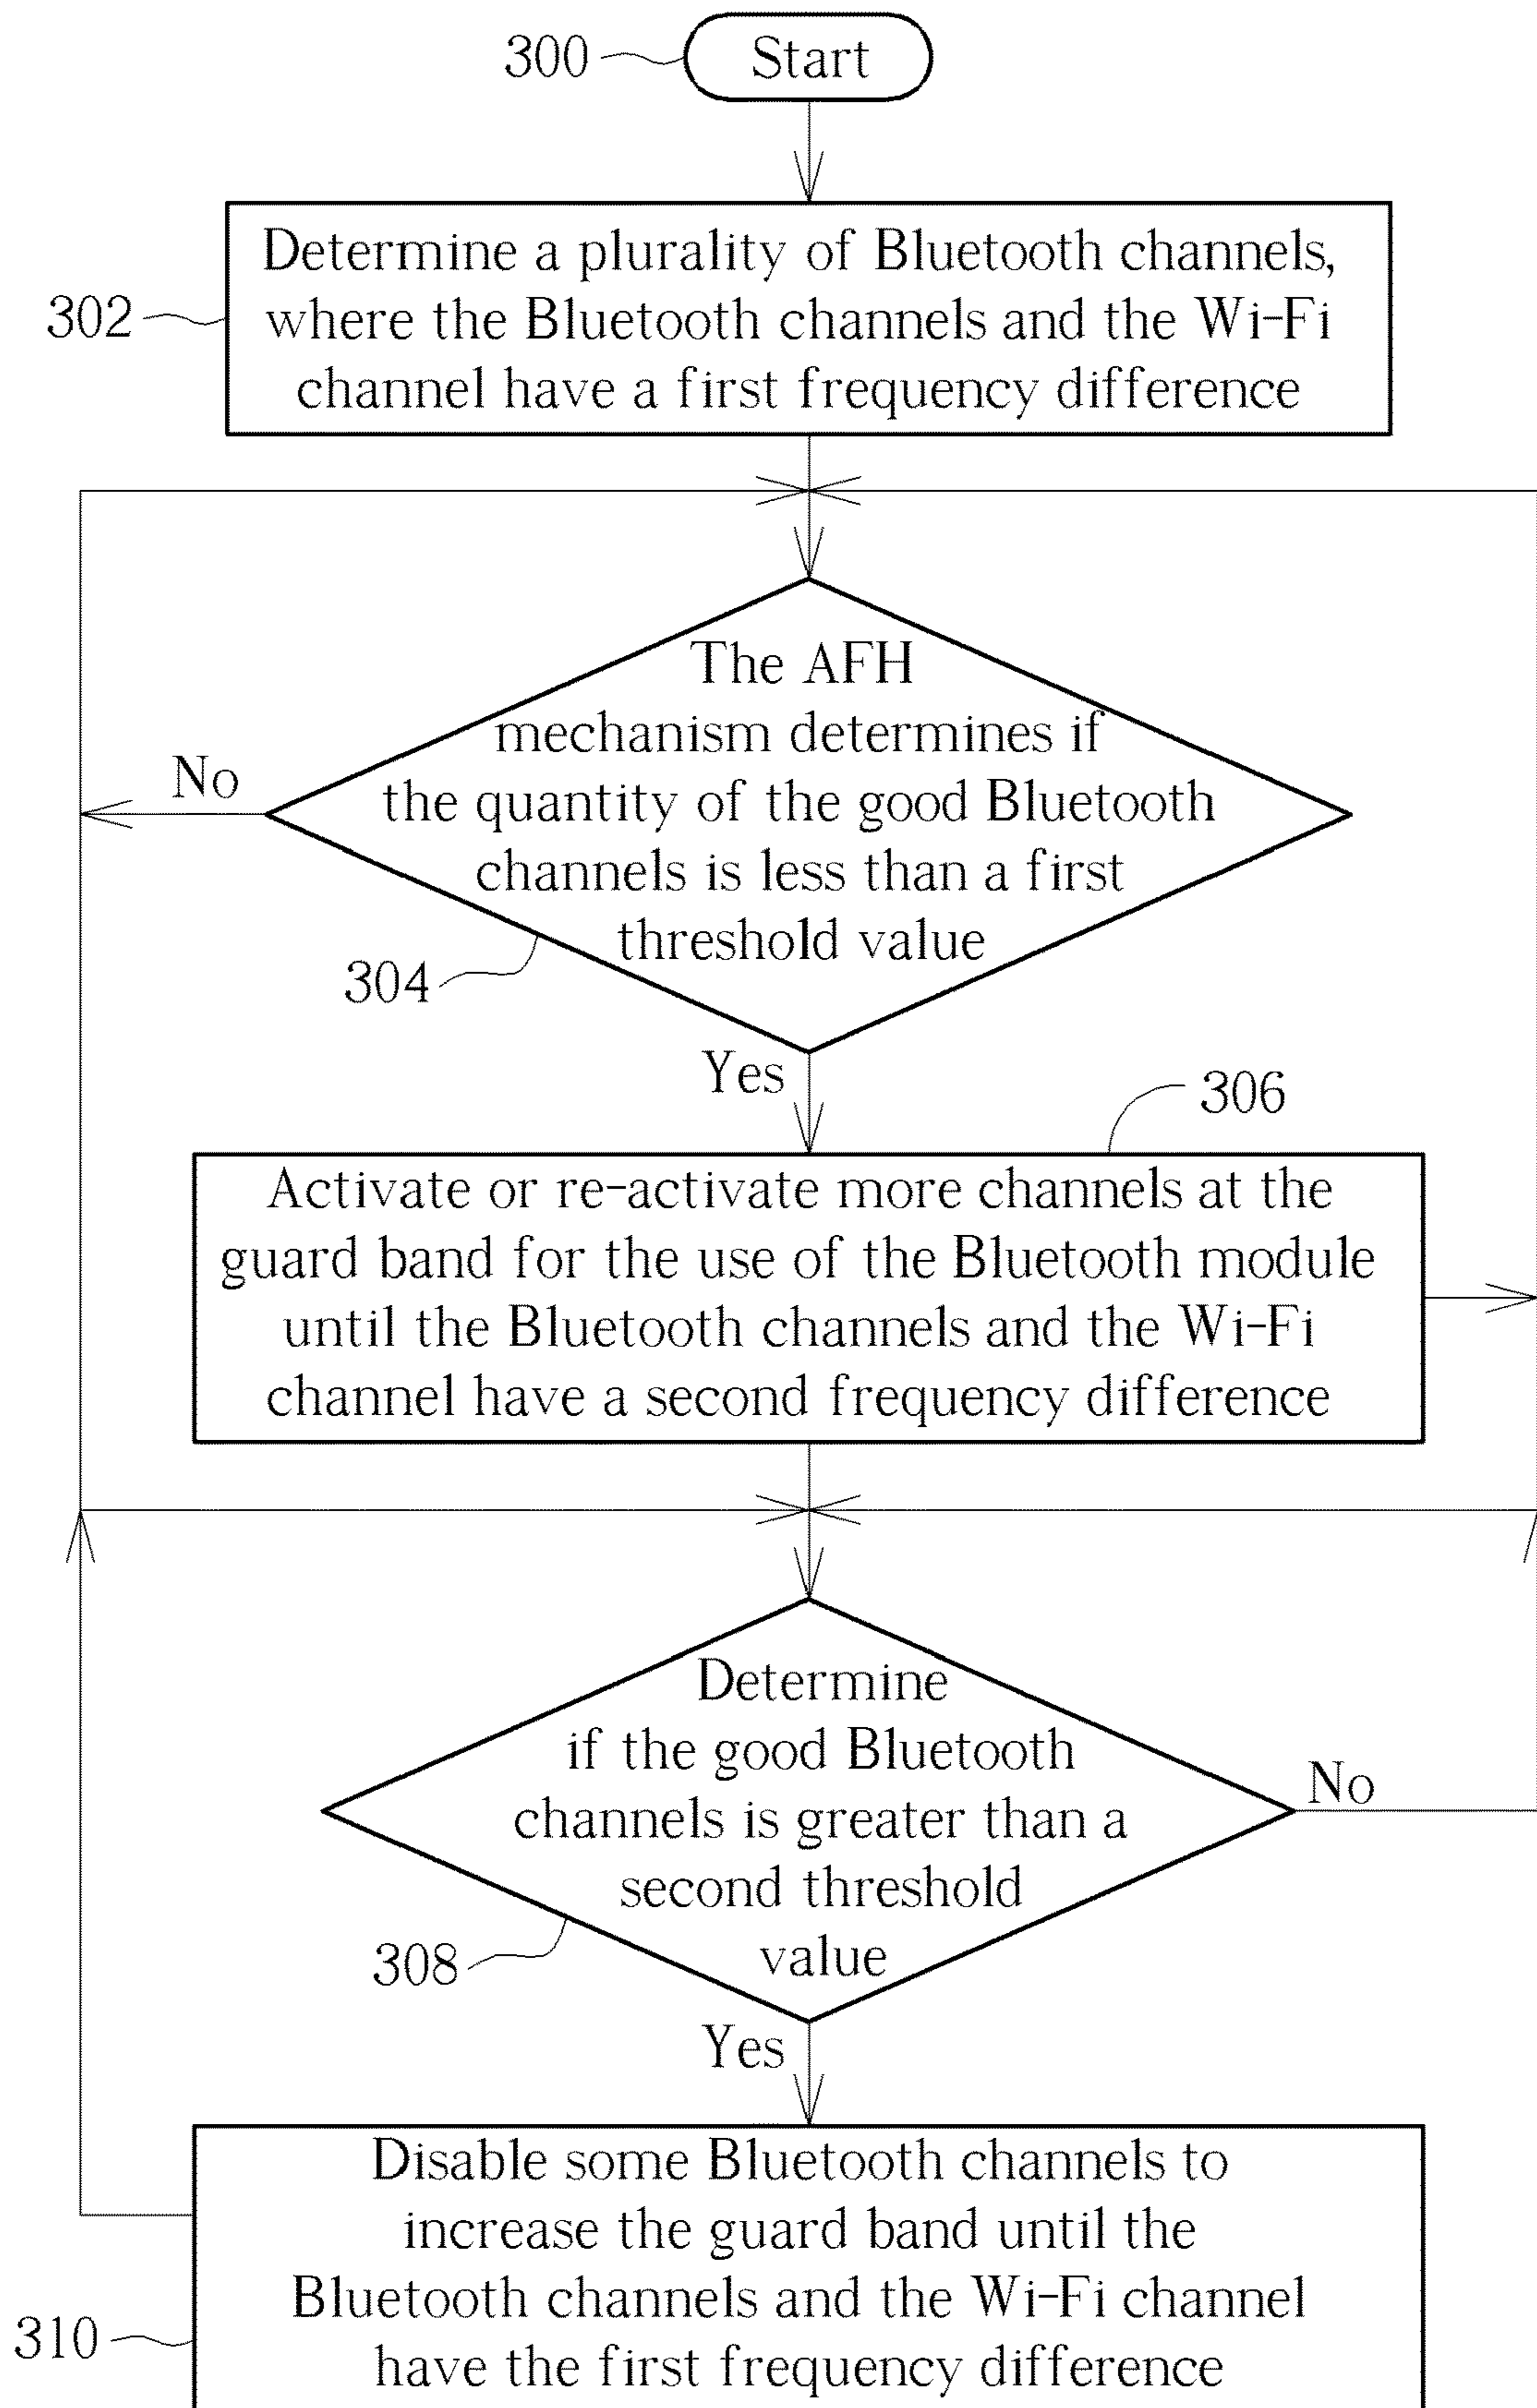 300
Start
302
Determine a plurality of Bluetooth channels,
where the Bluetooth channels and the Wi-Fi
channel have a first frequency difference
The AFH
mechanism determines if
the quantity of the good Bluetooth
channels is less than a first
threshold value
No
304
Yes
306
Activate or re-activate more channels at the
guard band for the use of the Bluetooth module
until the Bluetooth channels and the Wi-Fi
channel have a second frequency difference
Determine
if the good Bluetooth
channels is greater than a
second threshold
value
No
308
Yes
Disable some Bluetooth channels to
increase the guard band until the
Bluetooth channels and the Wi-Fi channel
have the first frequency difference
310